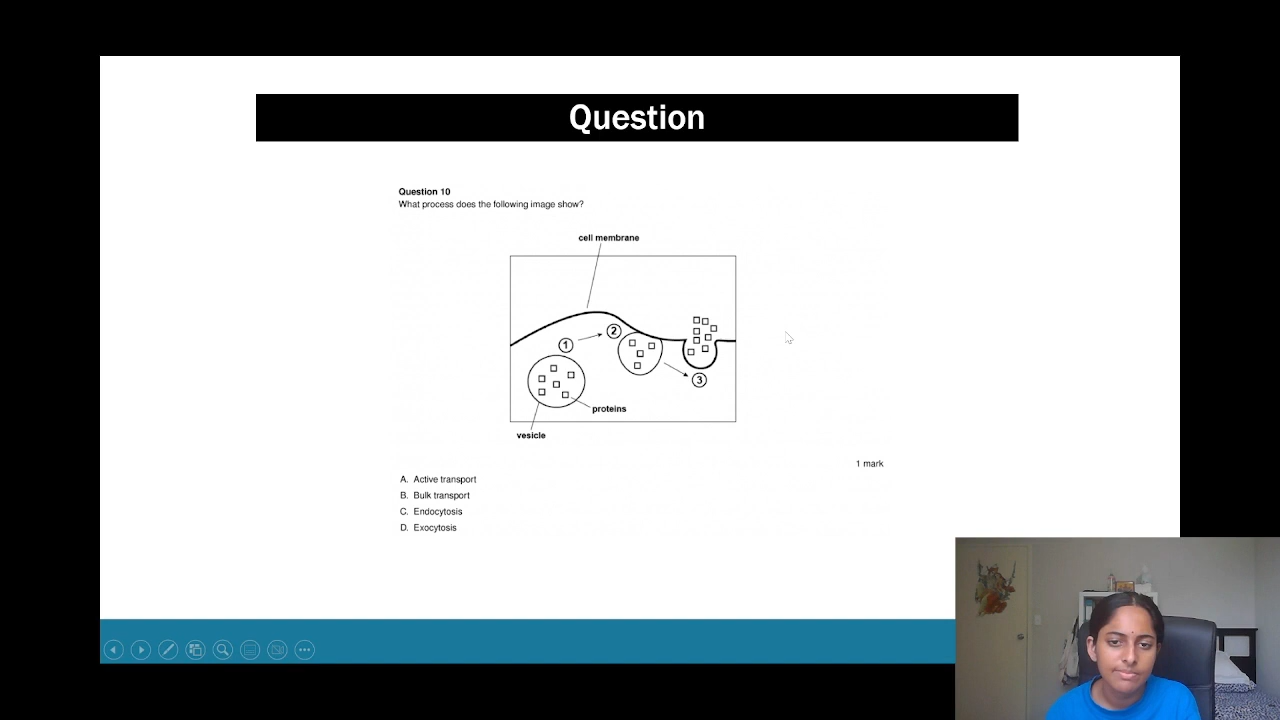 Question
Question 10
What process does the following image show?
cell membrane
1
2
3
proteins
vesicle
1 mark
A. Active transport
B. Bulk transport
C. Endocytosis
D. Exocytosis